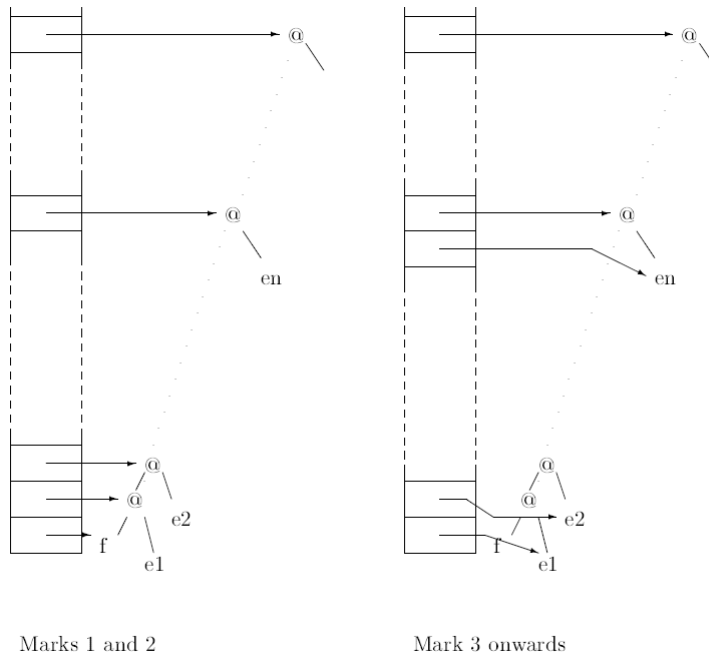 @ @
@ @
en en
@ @
@ @
e2 e2
f f
e1 e1
Marks 1 and 2 Mark 3 onwards